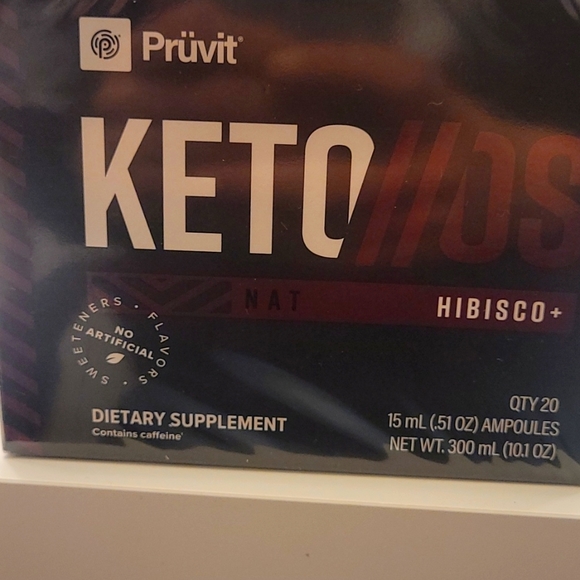 Prüvit®
KETO//OS
NAT
HIBISCO+
NO
ARTIFICIAL
SWEETENERS • FLAVORS •
DIETARY SUPPLEMENT
Contains caffeine
QTY 20
15 mL (.51 OZ) AMPOULES
NET WT. 300 mL (10.1 OZ)